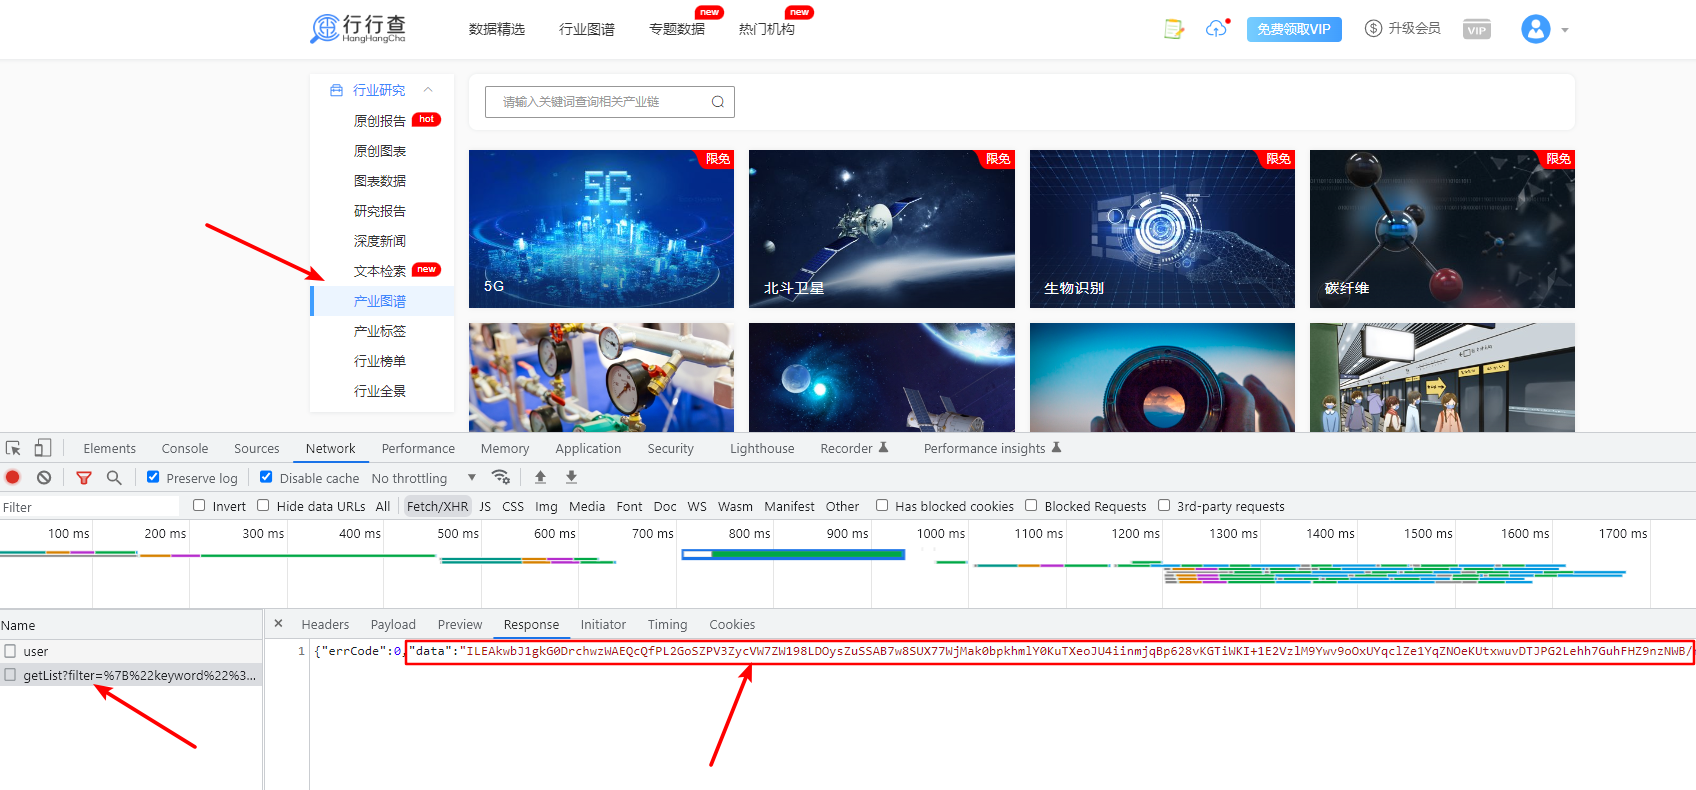 行行查
HangHangCha
数据精选
行业图谱
专题数据
new
热门机构
new
免费领取VIP
升级会员
VIP
行业研究
原创报告
hot
原创图表
图表数据
研究报告
深度新闻
文本检索
new
产业图谱
产业标签
行业榜单
行业全景
请输入关键词查询相关产业链
限免
限免
限免
限免
5G
5G
北斗卫星
生物识别
碳纤维
Elements
Console
Sources
Network
Performance
Memory
Application
Security
Lighthouse
Recorder
Performance insights
Preserve log
Disable cache
No throttling
Filter
Invert
Hide data URLs
All
Fetch/XHR
JS
CSS
Img
Media
Font
Doc
WS
Wasm
Manifest
Other
Has blocked cookies
Blocked Requests
3rd-party requests
100 ms
200 ms
300 ms
400 ms
500 ms
600 ms
700 ms
800 ms
900 ms
1000 ms
1100 ms
1200 ms
1300 ms
1400 ms
1500 ms
1600 ms
1700 ms
Name
Headers
Payload
Preview
Response
Initiator
Timing
Cookies
user
getList?filter=%7B%22keyword%22%3...
1
{"errCode":0,"data":"ILEAkwbJ1gkG0DrchwzWAEQcQfPL2GoSZPV3ZycVW7ZW198LDOysZuSSAB7w8SUX77WjMak0bpkhmlY0KuTXeoJU4iinmjqBp628vKGTiWKI+1E2VzlM9Ywv9oOxUYqclZe1YqZNOeKUtxwuvDTJPG2Lehh7GuhFHZ9nzNWB/